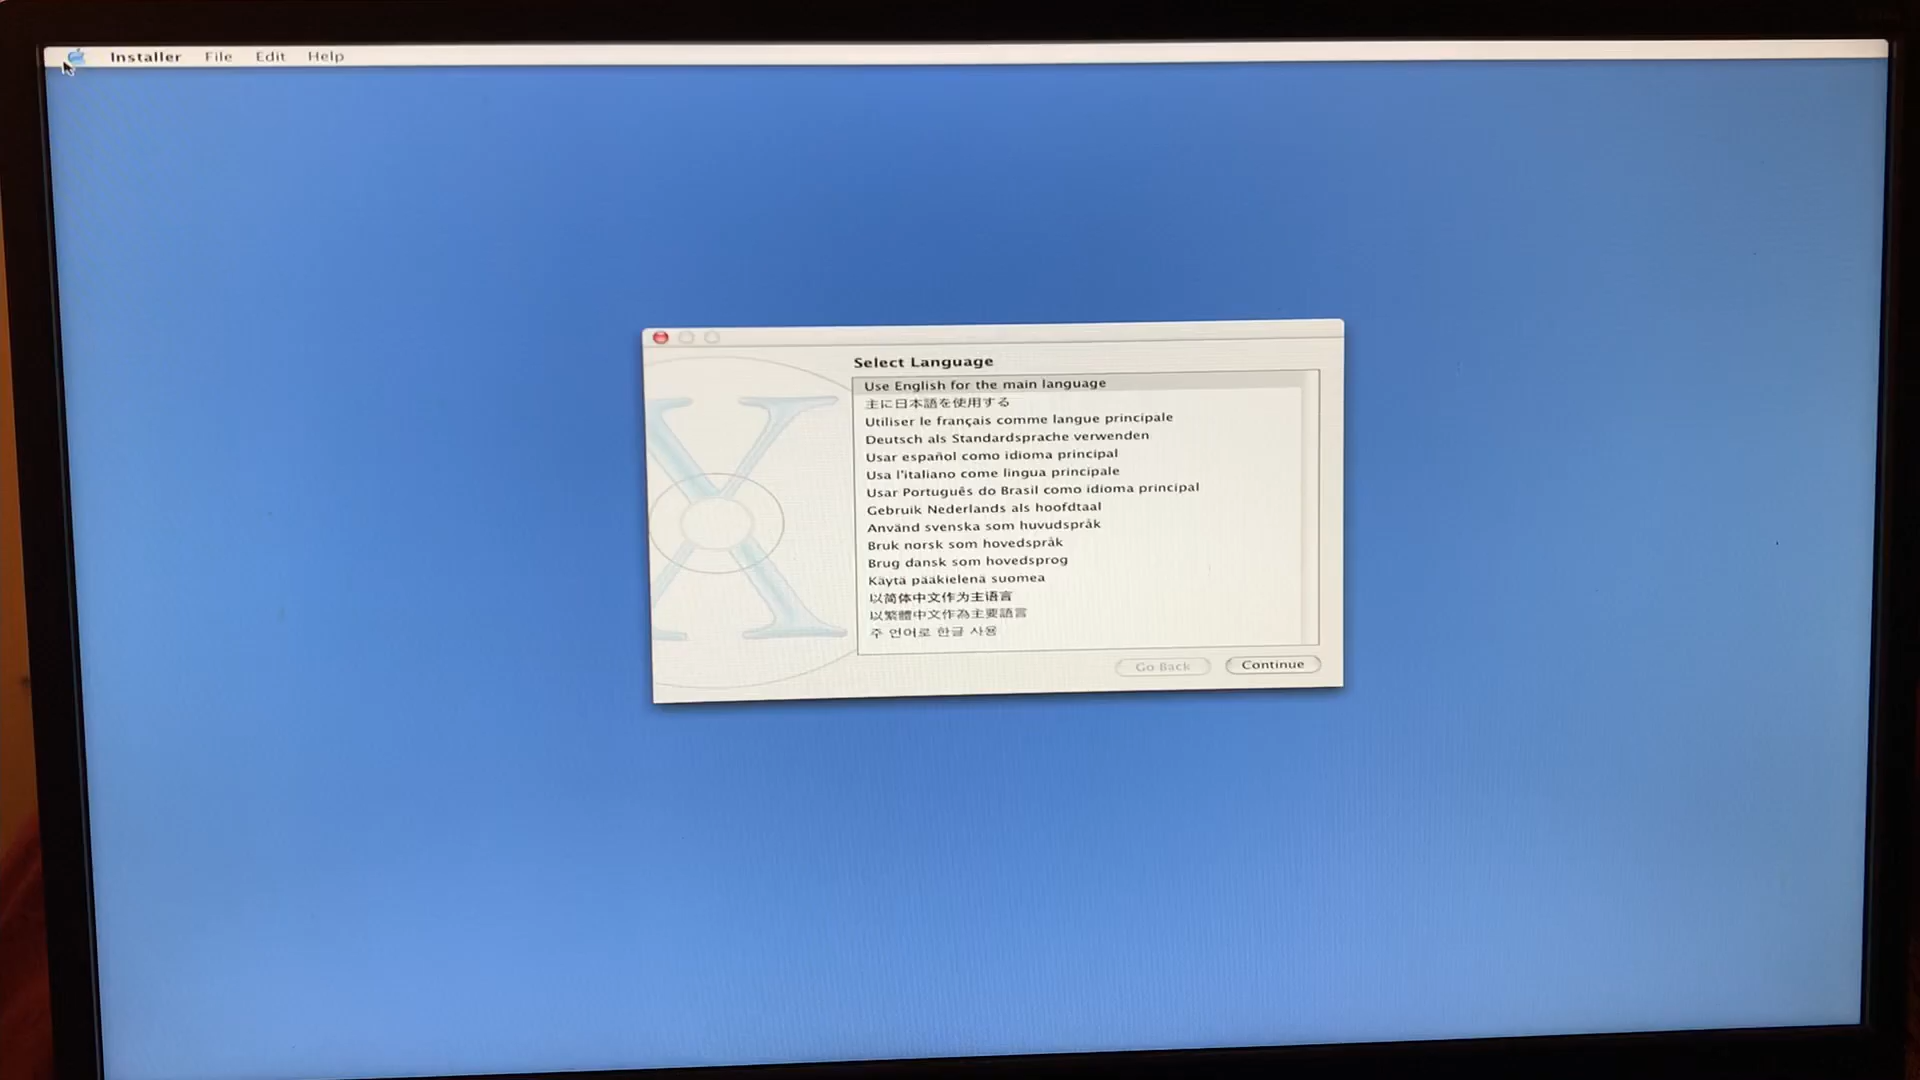 Installer File Edit Help
Select Language
Use English for the main language
主に日本語を使用する
Utiliser le français comme langue principale
Deutsch als Standardsprache verwenden
Usar español como idioma principal
Usa l'italiano come lingua principale
Usar Português do Brasil como idioma principal
Gebruik Nederlands als hoofdtaal
Använd svenska som huvudspråk
Bruk norsk som hovedspråk
Brug dansk som hovedsprog
Käytä pääkielenä suomea
以简体中文作为主语言
以繁體中文作為主要語言
주 언어로 한글 사용
Go Back Continue